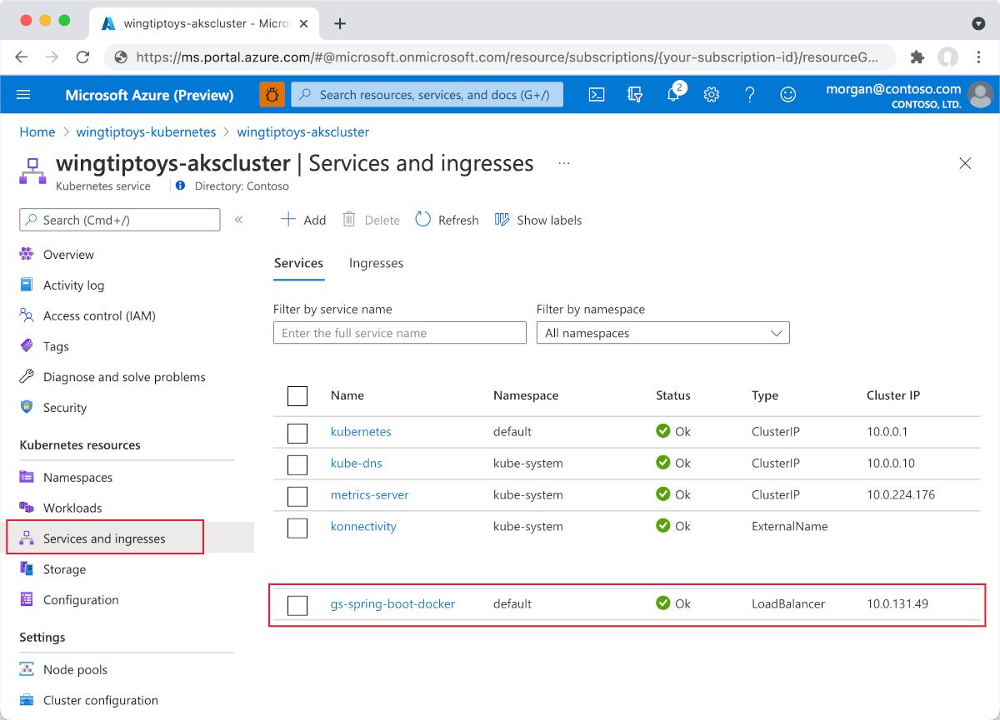 wingtiptoys-akscluster - Micro
https://ms.portal.azure.com/#@microsoft.onmicrosoft.com/resource/subscriptions/{your-subscription-id}/resourceG...
Microsoft Azure (Preview)
Search resources, services, and docs (G+/)
2
morgan@contoso.com
CONTOSO, LTD.
Home > wingtiptoys-kubernetes > wingtiptoys-akscluster
wingtiptoys-akscluster | Services and ingresses ...
Kubernetes service
Directory: Contoso
Search (Cmd+/)
«
Overview
Activity log
Access control (IAM)
Tags
Diagnose and solve problems
Security
Kubernetes resources
Namespaces
Workloads
Services and ingresses
Storage
Configuration
Settings
Node pools
Cluster configuration
Add Delete Refresh Show labels
Services Ingresses
Filter by service name Filter by namespace
Enter the full service name All namespaces
Name Namespace Status Type Cluster IP
kubernetes default Ok ClusterIP 10.0.0.1
kube-dns kube-system Ok ClusterIP 10.0.0.10
metrics-server kube-system Ok ClusterIP 10.0.224.176
konnectivity kube-system Ok ExternalName
gs-spring-boot-docker default Ok LoadBalancer 10.0.131.49